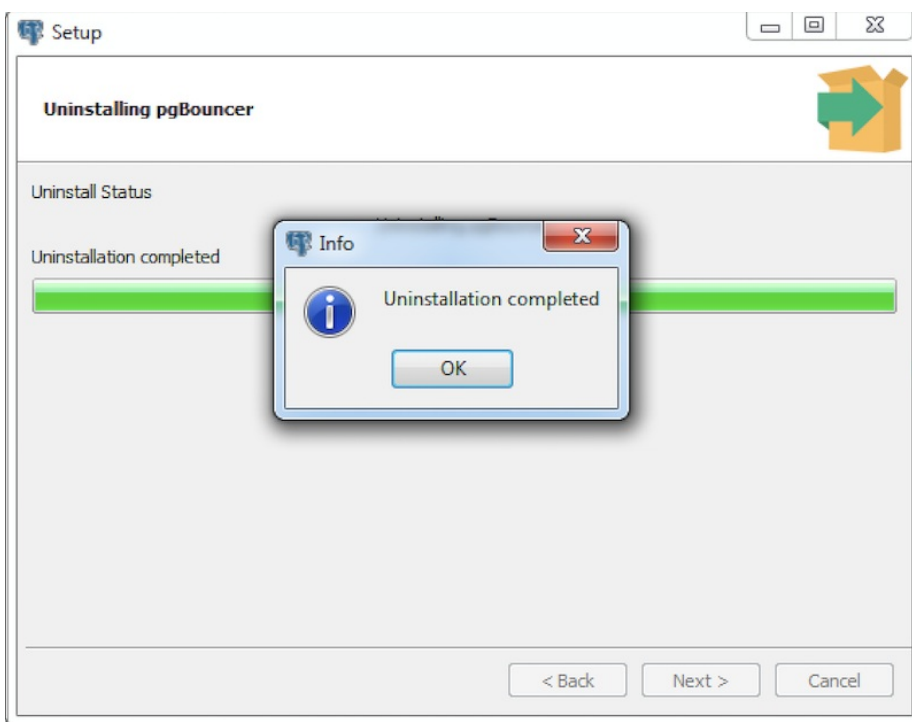 Setup
Uninstalling pgBouncer
Uninstall Status
Uninstallation completed
Info
Uninstallation completed
OK
< Back
Next >
Cancel